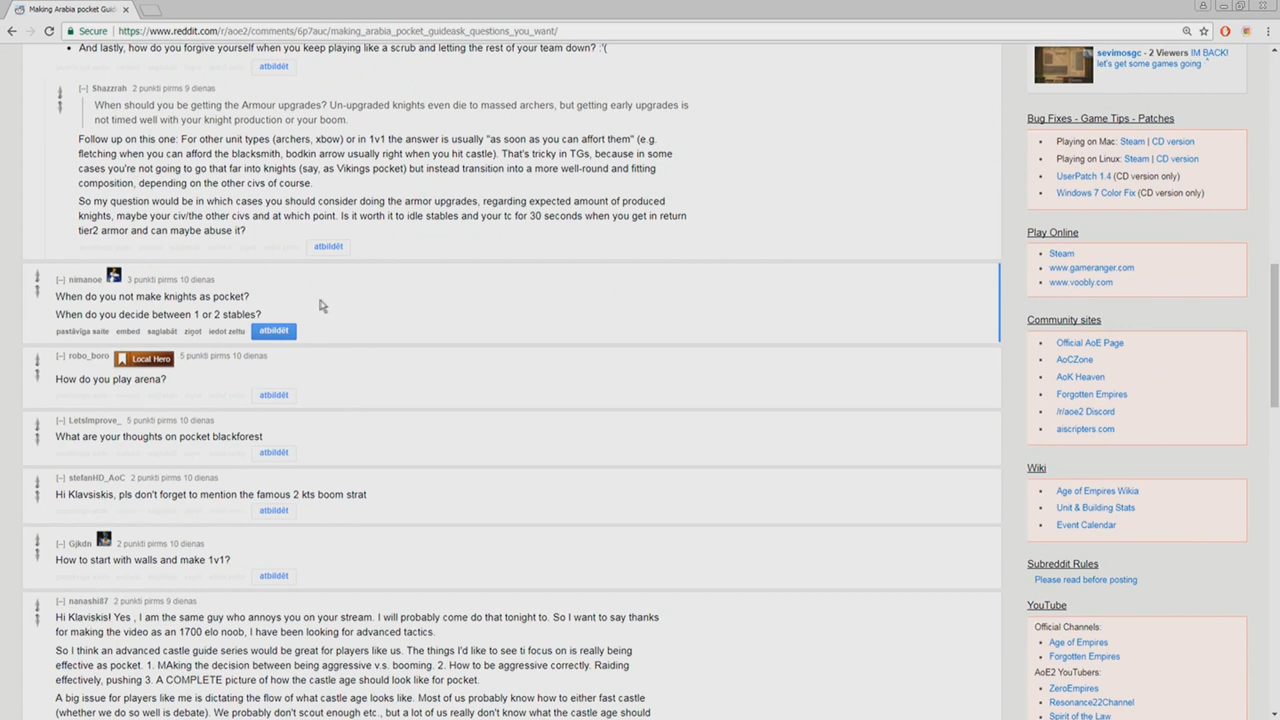 Making Arabia pocket Guid
Secure | https://www.reddit.com/r/aoe2/comments/6p7auc/making_arabia_pocket_guideask_questions_you_want/
And lastly, how do you forgive yourself when you keep playing like a scrub and letting the rest of your team down? :'(
atbildēt
[–] Shazzrah 2 punkti pirms 9 dienas
When should you be getting the Armour upgrades? Un-upgraded knights even die to massed archers, but getting early upgrades is
not timed well with your knight production or your boom.
Follow up on this one: For other unit types (archers, xbow) or in 1v1 the answer is usually "as soon as you can affort them" (e.g.
fletching when you can afford the blacksmith, bodkin arrow usually right when you hit castle). That's tricky in TGs, because in some
cases you're not going to go that far into knights (say, as Vikings pocket) but instead transition into a more well-round and fitting
composition, depending on the other civs of course.
So my question would be in which cases you should consider doing the armor upgrades, regarding expected amount of produced
knights, maybe your civ/the other civs and at which point. Is it worth it to idle stables and your tc for 30 seconds when you get in return
tier2 armor and can maybe abuse it?
atbildēt
[–] nimanoe 3 punkti pirms 10 dienas
When do you not make knights as pocket?
When do you decide between 1 or 2 stables?
pastāvīga saite embed saglabāt ziņot iedot zeltu atbildēt
[–] robo_boro Local Hero 5 punkti pirms 10 dienas
How do you play arena?
atbildēt
[–] LetsImprove_ 5 punkti pirms 10 dienas
What are your thoughts on pocket blackforest
atbildēt
[–] stefanHD_AoC 2 punkti pirms 10 dienas
Hi Klavsiskis, pls don't forget to mention the famous 2 kts boom strat
atbildēt
[–] Gjkdn 2 punkti pirms 10 dienas
How to start with walls and make 1v1?
atbildēt
[–] nanashi87 2 punkti pirms 9 dienas
Hi Klaviskis! Yes , I am the same guy who annoys you on your stream. I will probably come do that tonight to. So I want to say thanks
for making the video as an 1700 elo noob, I have been looking for advanced tactics.
So I think an advanced castle guide series would be great for players like I. The things I'd like to see ti focus on is really being
effective as pocket. 1. MAking the decision between being aggressive vs booming. 2. How to be aggressive correctly. Raiding
effectively, pushing 3. A COMPLETE picture of how the castle age should look like for pocket.
A big issue for players like me is dictating the flow of what castle age looks like. Most of us probably know how to either fast castle
(whether we do so well is debate). We probably don't scout enough etc., but a lot of us really don't know what the castle age should
sevimosgc - 2 Viewers IM BACK!
let's get some games going ^
Bug Fixes - Game Tips - Patches
Playing on Mac: Steam | CD version
Playing on Linux: Steam | CD version
UserPatch 1.4 (CD version only)
Windows 7 Color Fix (CD version only)
Play Online
Steam
www.gameranger.com
www.voobly.com
Community sites
Official AoE Page
AoCZone
AoK Heaven
Forgotten Empires
/r/aoe2 Discord
aiscripters.com
Wiki
Age of Empires Wikia
Unit & Building Stats
Event Calendar
Subreddit Rules
Please read before posting
YouTube
Official Channels:
Age of Empires
Forgotten Empires
AoE2 YouTubers:
ZeroEmpires
Resonance22Channel
Spirit of the Law